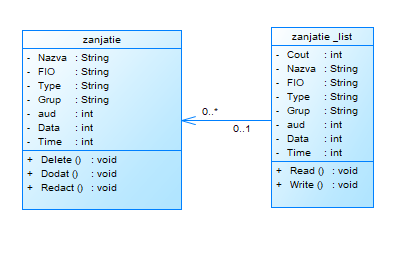 zanjatie
- Nazva : String
- FIO : String
- Type : String
- Grup : String
- aud : int
- Data : int
- Time : int
+ Delete () : void
+ Dodat () : void
+ Redact () : void
0..*
0..1
zanjatie _list
- Cout : int
- Nazva : String
- FIO : String
- Type : String
- Grup : String
- aud : int
- Data : int
- Time : int
+ Read () : void
+ Write () : void